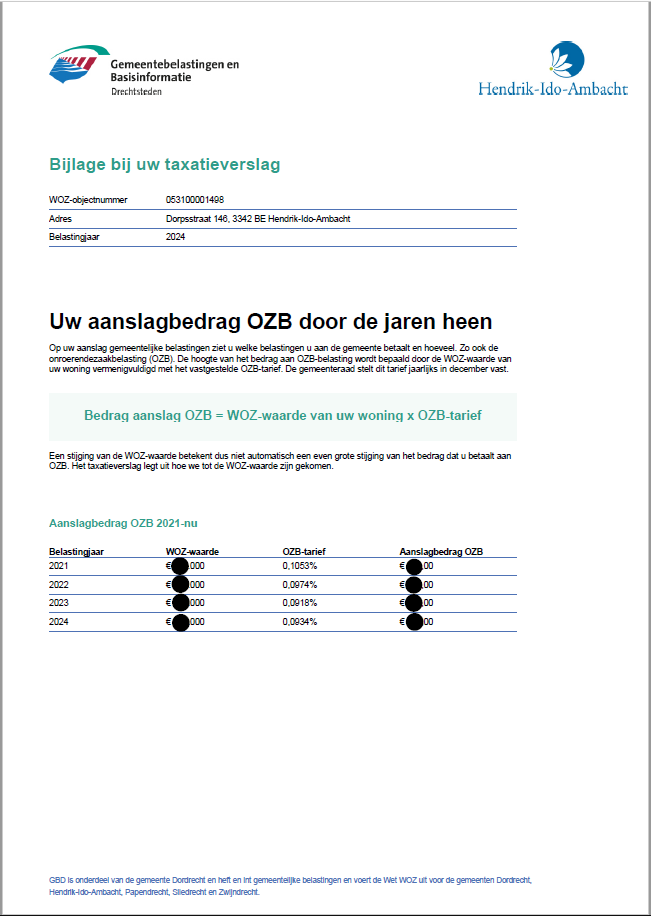 Gemeentebelastingen en
Basisinformatie
Drechtsteden
Hendrik-Ido-Ambacht
Bijlage bij uw taxatieverslag
WOZ-objectnummer 053100001498
Adres Dorpsstraat 146, 3342 BE Hendrik-Ido-Ambacht
Belastingjaar 2024
Uw aanslagbedrag OZB door de jaren heen
Op uw aanslag gemeentelijke belastingen ziet u welke belastingen u aan de gemeente betaalt en hoeveel. Zo ook de
onroerendezaakbelasting (OZB). De hoogte van het bedrag aan OZB-belasting wordt bepaald door de WOZ-waarde van
uw woning vermenigvuldigd met het vastgestelde OZB-tarief. De gemeenteraad stelt dit tarief jaarlijks in december vast.
Bedrag aanslag OZB = WOZ-waarde van uw woning x OZB-tarief
Een stijging van de WOZ-waarde betekent dus niet automatisch een even grote stijging van het bedrag dat u betaalt aan
OZB. Het taxatieverslag legt uit hoe we tot de WOZ-waarde zijn gekomen.
Aanslagbedrag OZB 2021-nu
Belastingjaar WOZ-waarde OZB-tarief Aanslagbedrag OZB
2021 € .000 0,1053% € ,00
2022 € 000 0,0974% € 00
2023 € 000 0,0918% € 00
2024 € 000 0,0934% € 00
GBD is onderdeel van de gemeente Dordrecht en heft en int gemeentelijke belastingen en voert de Wet WOZ uit voor de gemeenten Dordrecht,
Hendrik-Ido-Ambacht, Papendrecht, Sliedrecht en Zwijndrecht.